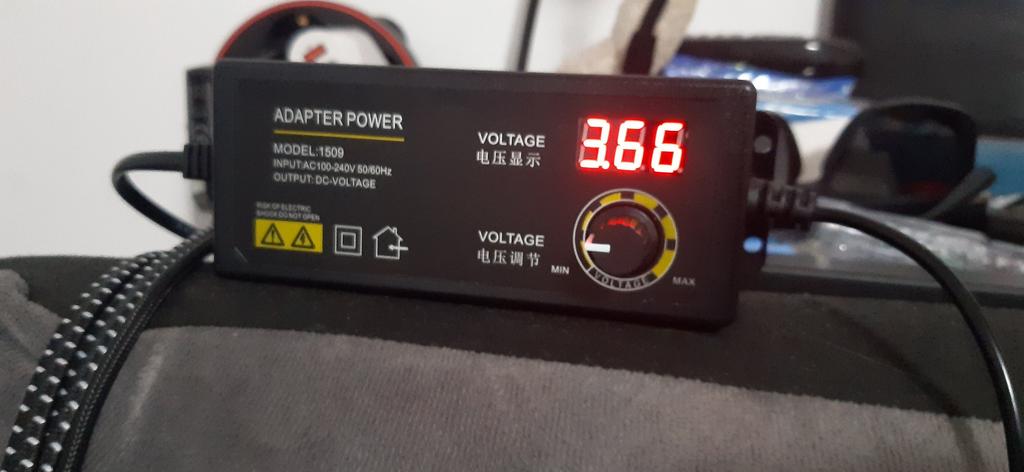 ADAPTER POWER
MODEL:1509
INPUT:AC100-240V 50/60Hz
OUTPUT: DC-VOLTAGE
RISK OF ELECTRIC
SHOCK DO NOT OPEN
VOLTAGE
电压显示
3.66
VOLTAGE
电压调节
MIN
VOLTAGE
MAX